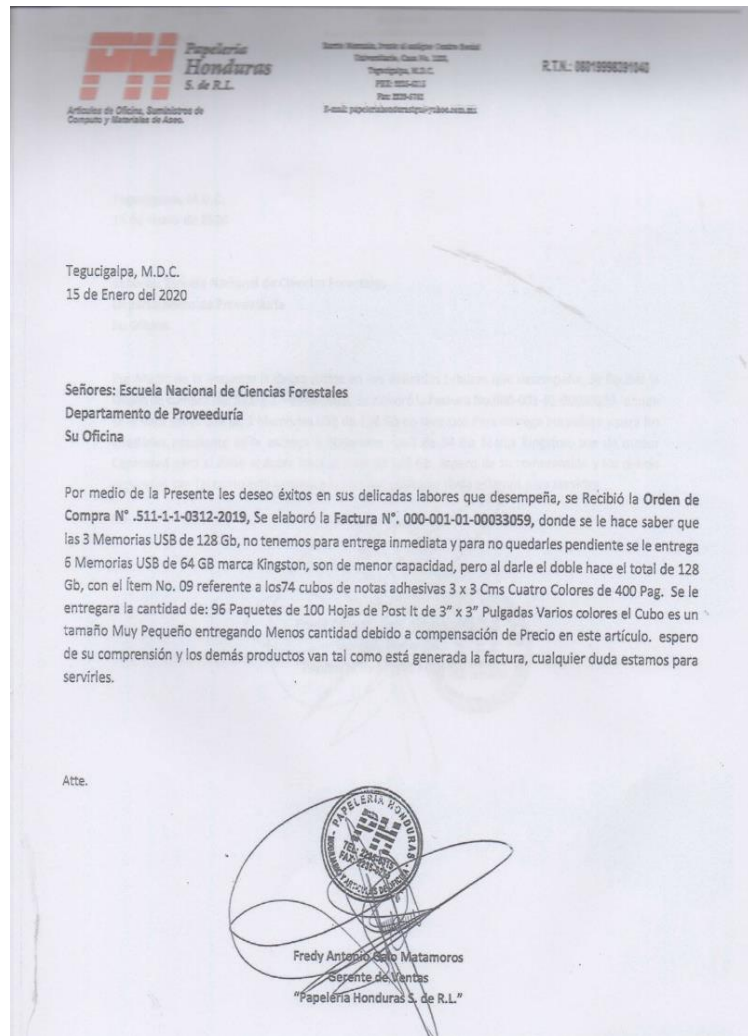 PH
Papelería
Honduras
S. de R.L.
Artículos de Oficina, Suministros de
Computo y Materiales de Aseo.
Tegucigalpa, M.D.C.
R.T.N.: 08019998391040
Tegucigalpa, M.D.C.
15 de Enero del 2020
Señores: Escuela Nacional de Ciencias Forestales
Departamento de Proveeduría
Su Oficina
Por medio de la Presente les deseo éxitos en sus delicadas labores que desempeña, se Recibió la Orden de
Compra N° .511-1-1-0312-2019, Se elaboró la Factura N°. 000-001-01-00033059, donde se le hace saber que
las 3 Memorias USB de 128 Gb, no tenemos para entrega inmediata y para no quedarles pendiente se le entrega
6 Memorias USB de 64 GB marca Kingston, son de menor capacidad, pero al darle el doble hace el total de 128
Gb, con el Ítem No. 09 referente a los74 cubos de notas adhesivas 3 x 3 Cms Cuatro Colores de 400 Pag. Se le
entregara la cantidad de: 96 Paquetes de 100 Hojas de Post It de 3" x 3" Pulgadas Varios colores el Cubo es un
tamaño Muy Pequeño entregando Menos cantidad debido a compensación de Precio en este artículo. espero
de su comprensión y los demás productos van tal como está generada la factura, cualquier duda estamos para
servirles.
Atte.
PAPELERIA HONDURAS
Fredy Antonio Matamoros
Gerente de Ventas
"Papelería Honduras S. de R.L."